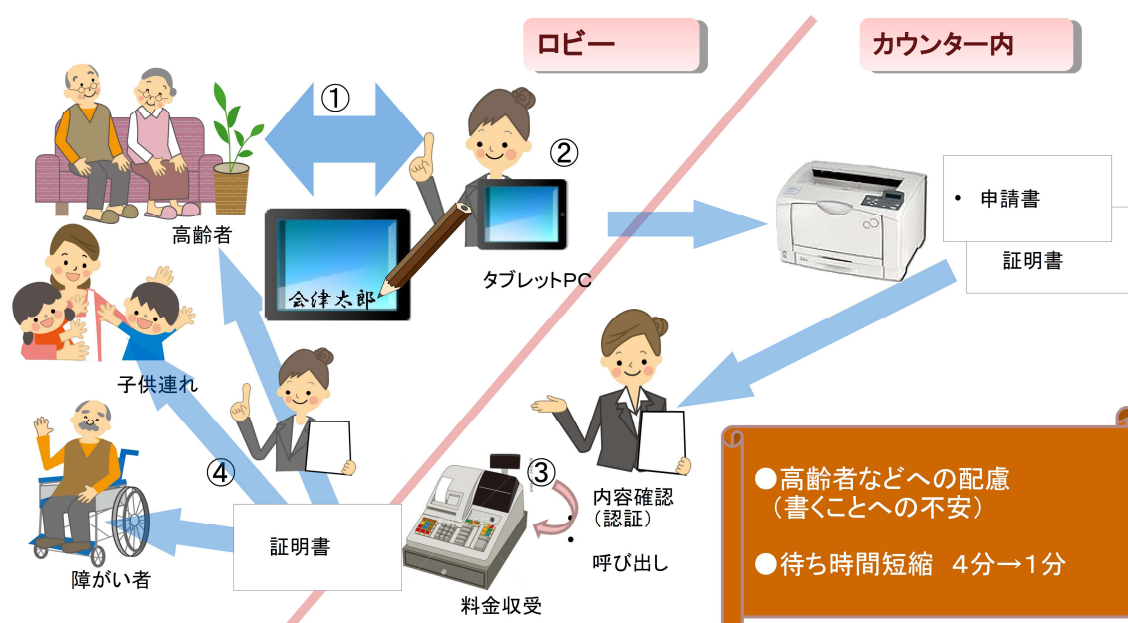 ロビー
カウンター内
①
②
高齢者
会津太郎
タブレットPC
• 申請書
証明書
子供連れ
④
障がい者
証明書
③
内容確認
（認証）
•
呼び出し
料金収受
●高齢者などへの配慮
（書くことへの不安）
●待ち時間短縮　４分→１分